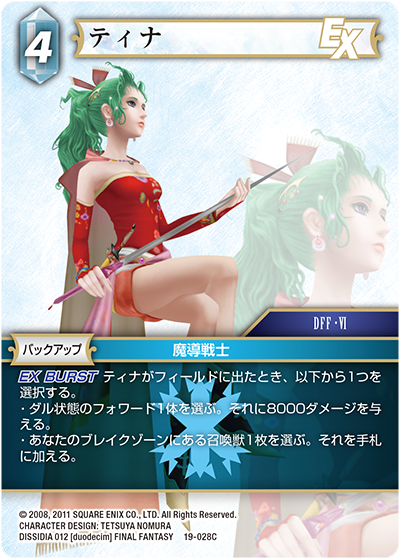 4
ティナ
EX
DFF・VI
バックアップ
魔導戦士
EX BURST ティナがフィールドに出たとき、以下から1つを
選択する。
・ダル状態のフォワード1体を選ぶ。それに8000ダメージを与
える。
・あなたのブレイクゾーンにある召喚獣1枚を選ぶ。それを手札
に加える。
© 2008, 2011 SQUARE ENIX CO., LTD. All Rights Reserved.
CHARACTER DESIGN: TETSUYA NOMURA
DISSIDIA 012 [duodecim] FINAL FANTASY 19-028C